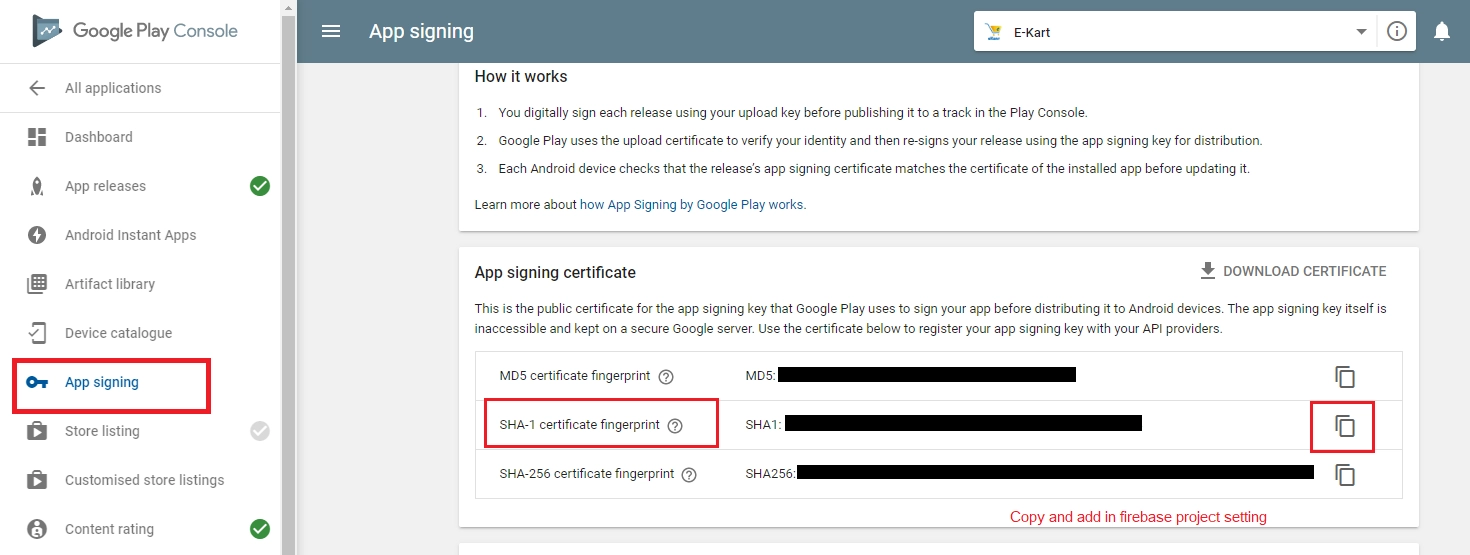 Google Play Console
App signing
E-Kart
All applications
Dashboard
App releases
Android Instant Apps
Artifact library
Device catalogue
App signing
Store listing
Customised store listings
Content rating
How it works
1. You digitally sign each release using your upload key before publishing it to a track in the Play Console.
2. Google Play uses the upload certificate to verify your identity and then re-signs your release using the app signing key for distribution.
3. Each Android device checks that the release's app signing certificate matches the certificate of the installed app before updating it.
Learn more about how App Signing by Google Play works.
App signing certificate
DOWNLOAD CERTIFICATE
This is the public certificate for the app signing key that Google Play uses to sign your app before distributing it to Android devices. The app signing key itself is
inaccessible and kept on a secure Google server. Use the certificate below to register your app signing key with your API providers.
MD5 certificate fingerprint ? MD5:
SHA-1 certificate fingerprint ? SHA1:
SHA-256 certificate fingerprint ? SHA256:
Copy and add in firebase project setting